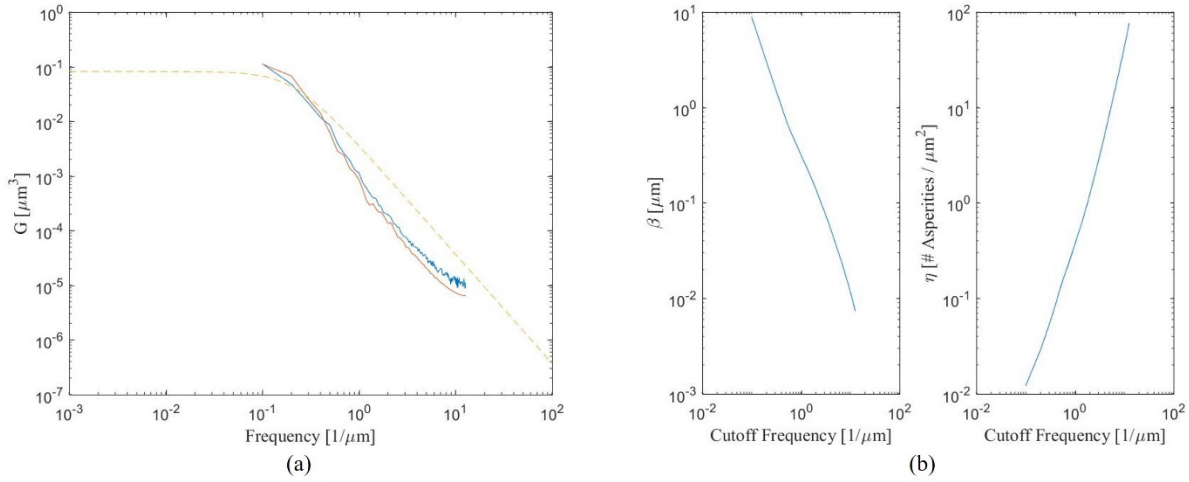 10^0
10^-1
10^-2
10^-3
10^-4
10^-5
10^-6
10^-7
G [μm^3]
10^-3 10^-2 10^-1 10^0 10^1 10^2
Frequency [1/μm]
(a)
10^1
10^0
10^-1
10^-2
10^-3
β [μm]
10^-2 10^0 10^2
Cutoff Frequency [1/μm]
10^2
10^1
10^0
10^-1
10^-2
η [# Asperities / μm^2]
10^-2 10^0 10^2
Cutoff Frequency [1/μm]
(b)